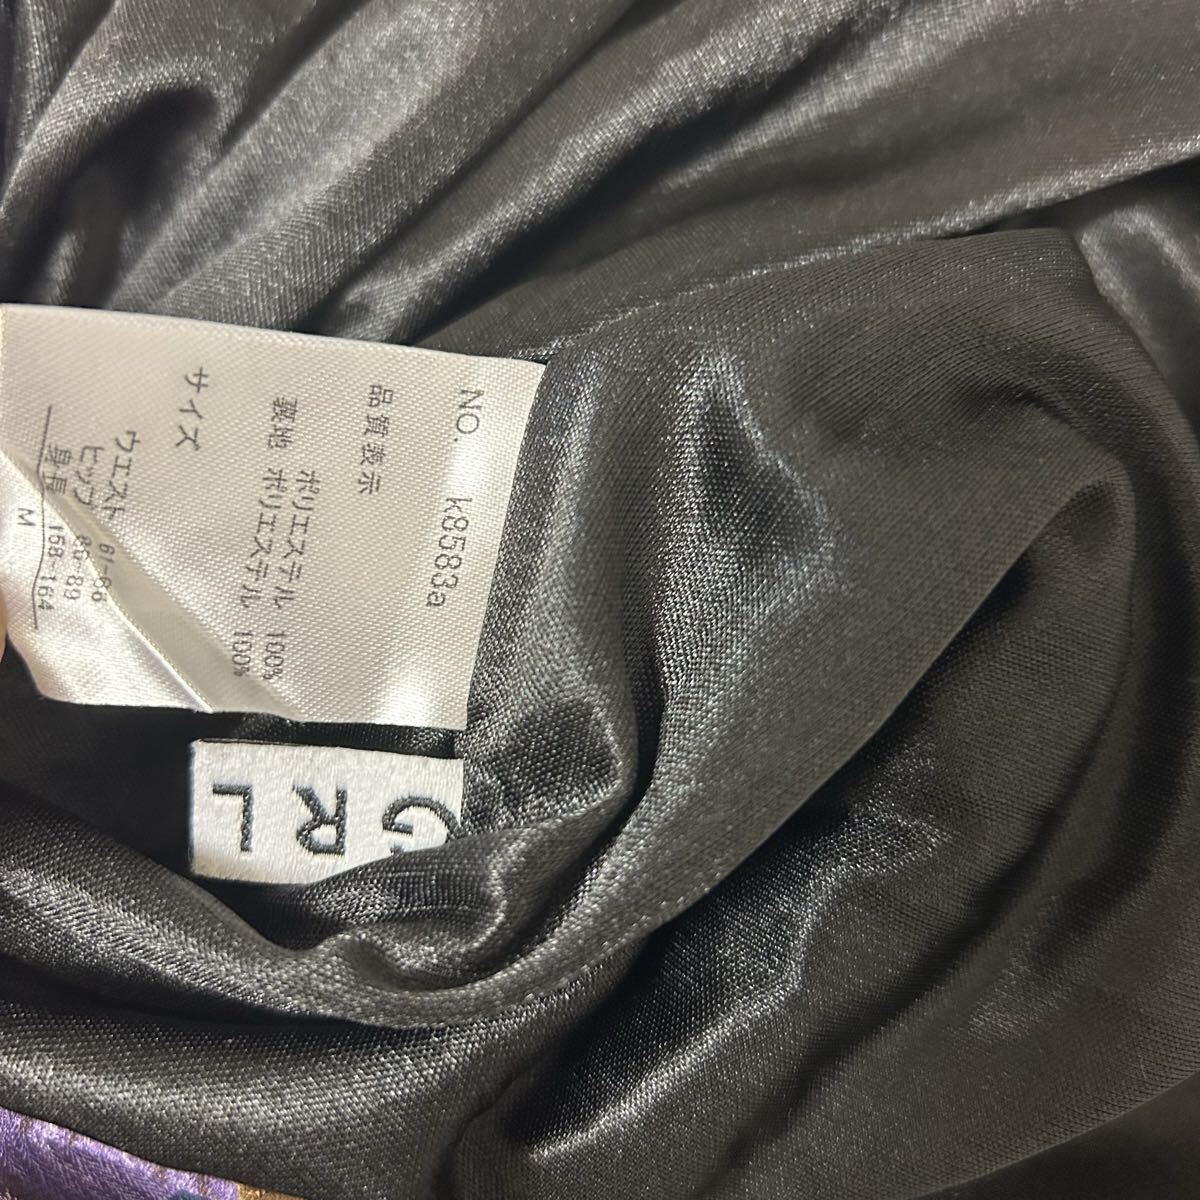 NO. k8583a
品質表示
ポリエステル 100%
裏地 ポリエステル 100%
サイズ
ウエスト 61-66
ヒップ 86-89
身長 158-164
M
GRL